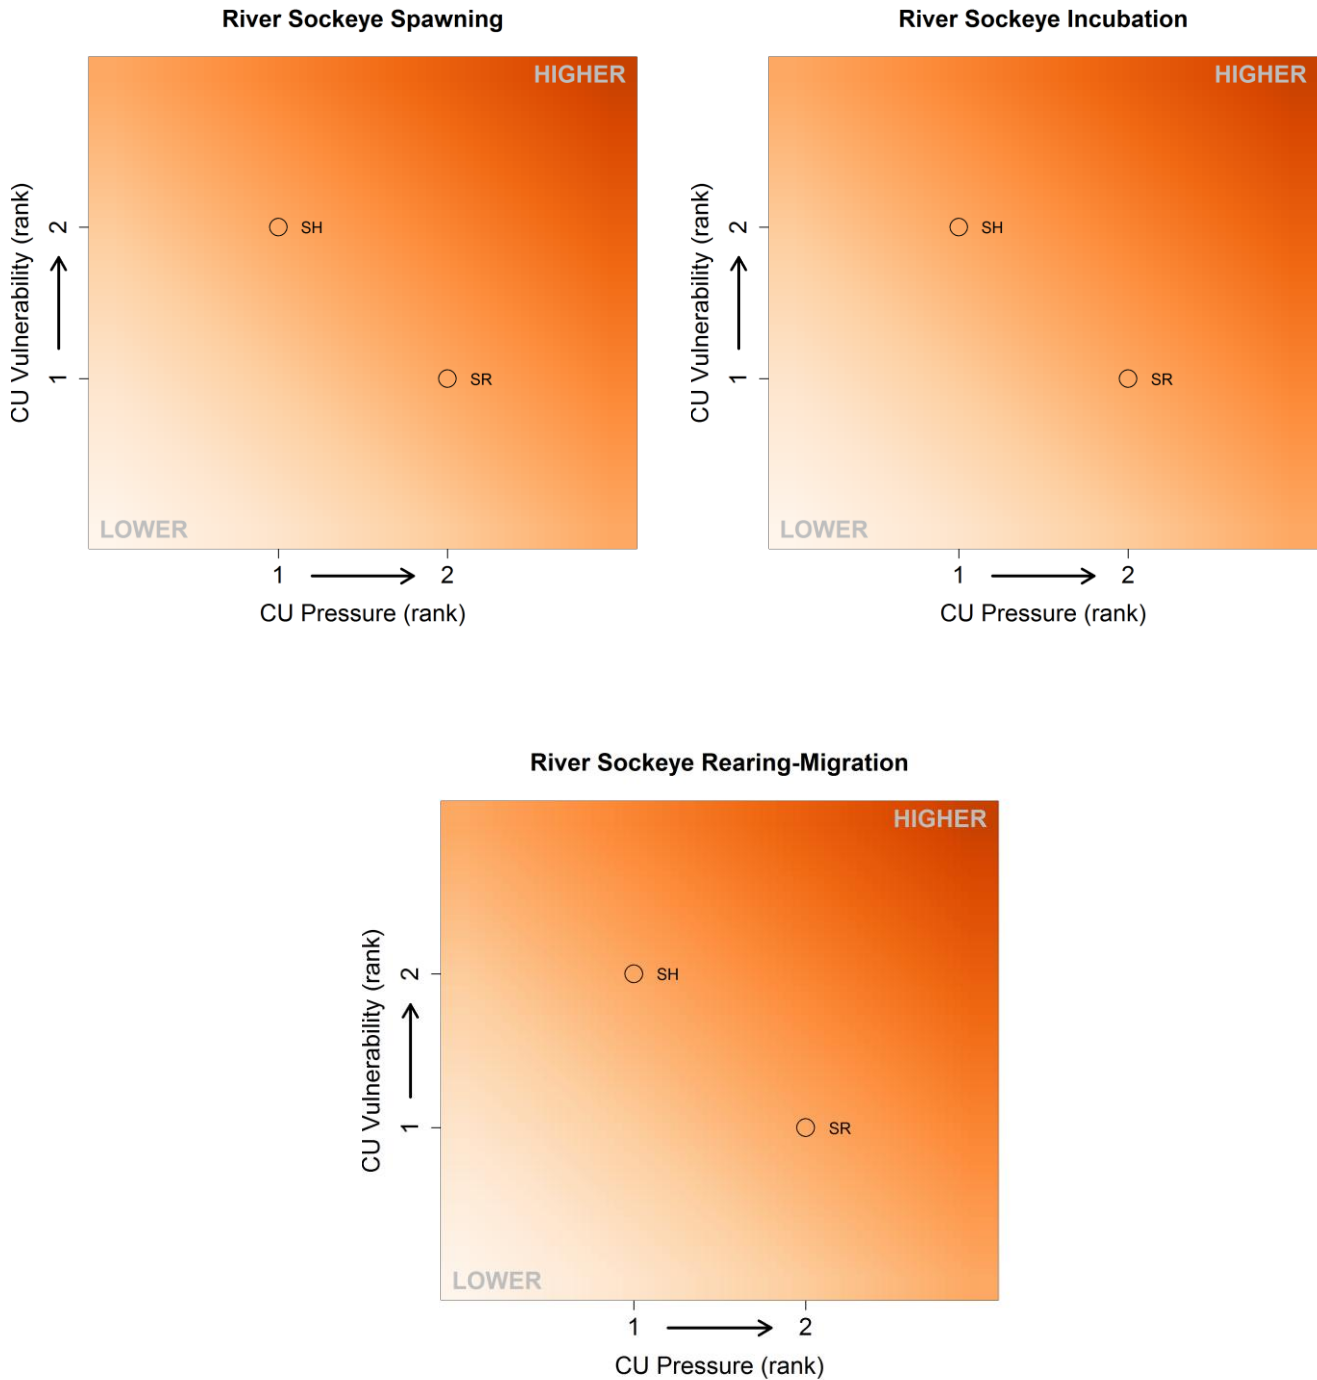 River Sockeye Spawning
HIGHER
CU Vulnerability (rank)
2
1
SH
SR
LOWER
1
2
CU Pressure (rank)
River Sockeye Incubation
HIGHER
CU Vulnerability (rank)
2
1
SH
SR
LOWER
1
2
CU Pressure (rank)
River Sockeye Rearing-Migration
HIGHER
CU Vulnerability (rank)
2
1
SH
SR
LOWER
1
2
CU Pressure (rank)